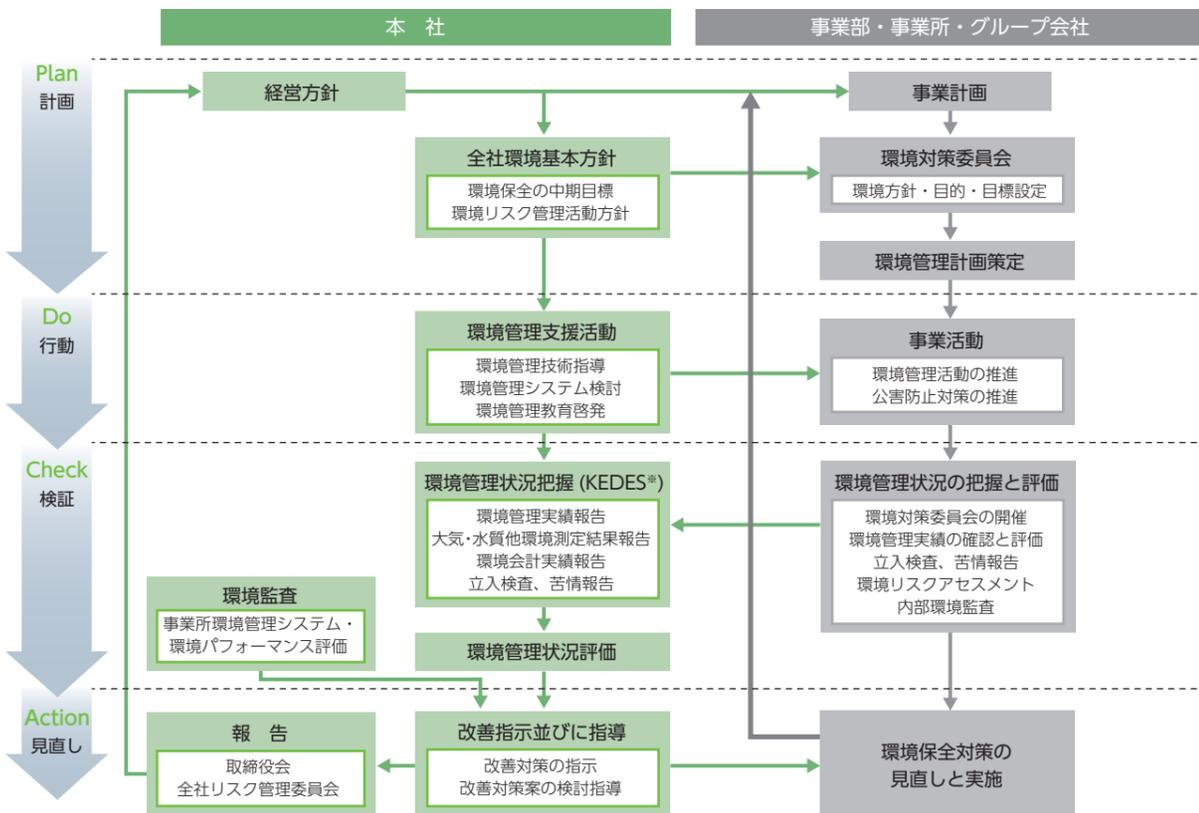 本 社
事業部・事業所・グループ会社
Plan
計画
経営方針
事業計画
全社環境基本方針
環境保全の中期目標
環境リスク管理活動方針
環境対策委員会
環境方針・目的・目標設定
環境管理計画策定
Do
行動
環境管理支援活動
環境管理技術指導
環境管理システム検討
環境管理教育啓発
事業活動
環境管理活動の推進
公害防止対策の推進
Check
検証
環境管理状況把握 (KEDES※)
環境管理実績報告
大気・水質他環境測定結果報告
環境会計実績報告
立入検査、苦情報告
環境管理状況の把握と評価
環境対策委員会の開催
環境管理実績の確認と評価
立入検査、苦情報告
環境リスクアセスメント
内部環境監査
環境監査
事業所環境管理システム・
環境パフォーマンス評価
環境管理状況評価
Action
見直し
報 告
取締役会
全社リスク管理委員会
改善指示並びに指導
改善対策の指示
改善対策案の検討指導
環境保全対策の
見直しと実施